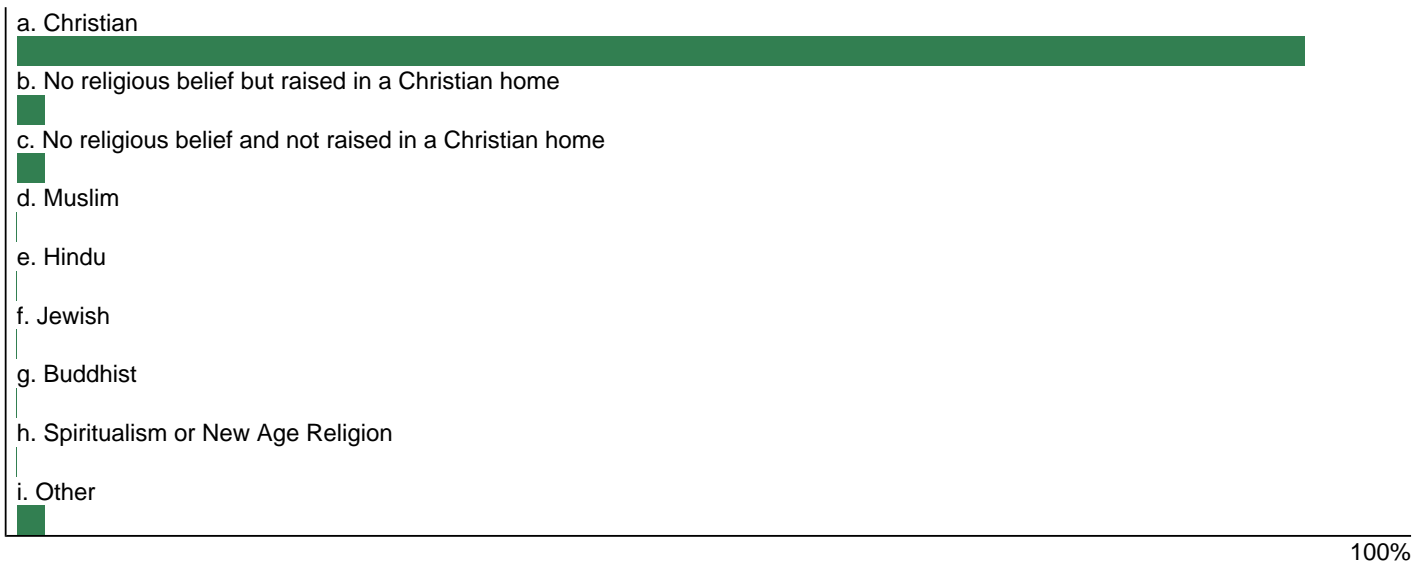 a. Christian
b. No religious belief but raised in a Christian home
c. No religious belief and not raised in a Christian home
d. Muslim
e. Hindu
f. Jewish
g. Buddhist
h. Spiritualism or New Age Religion
i. Other
100%